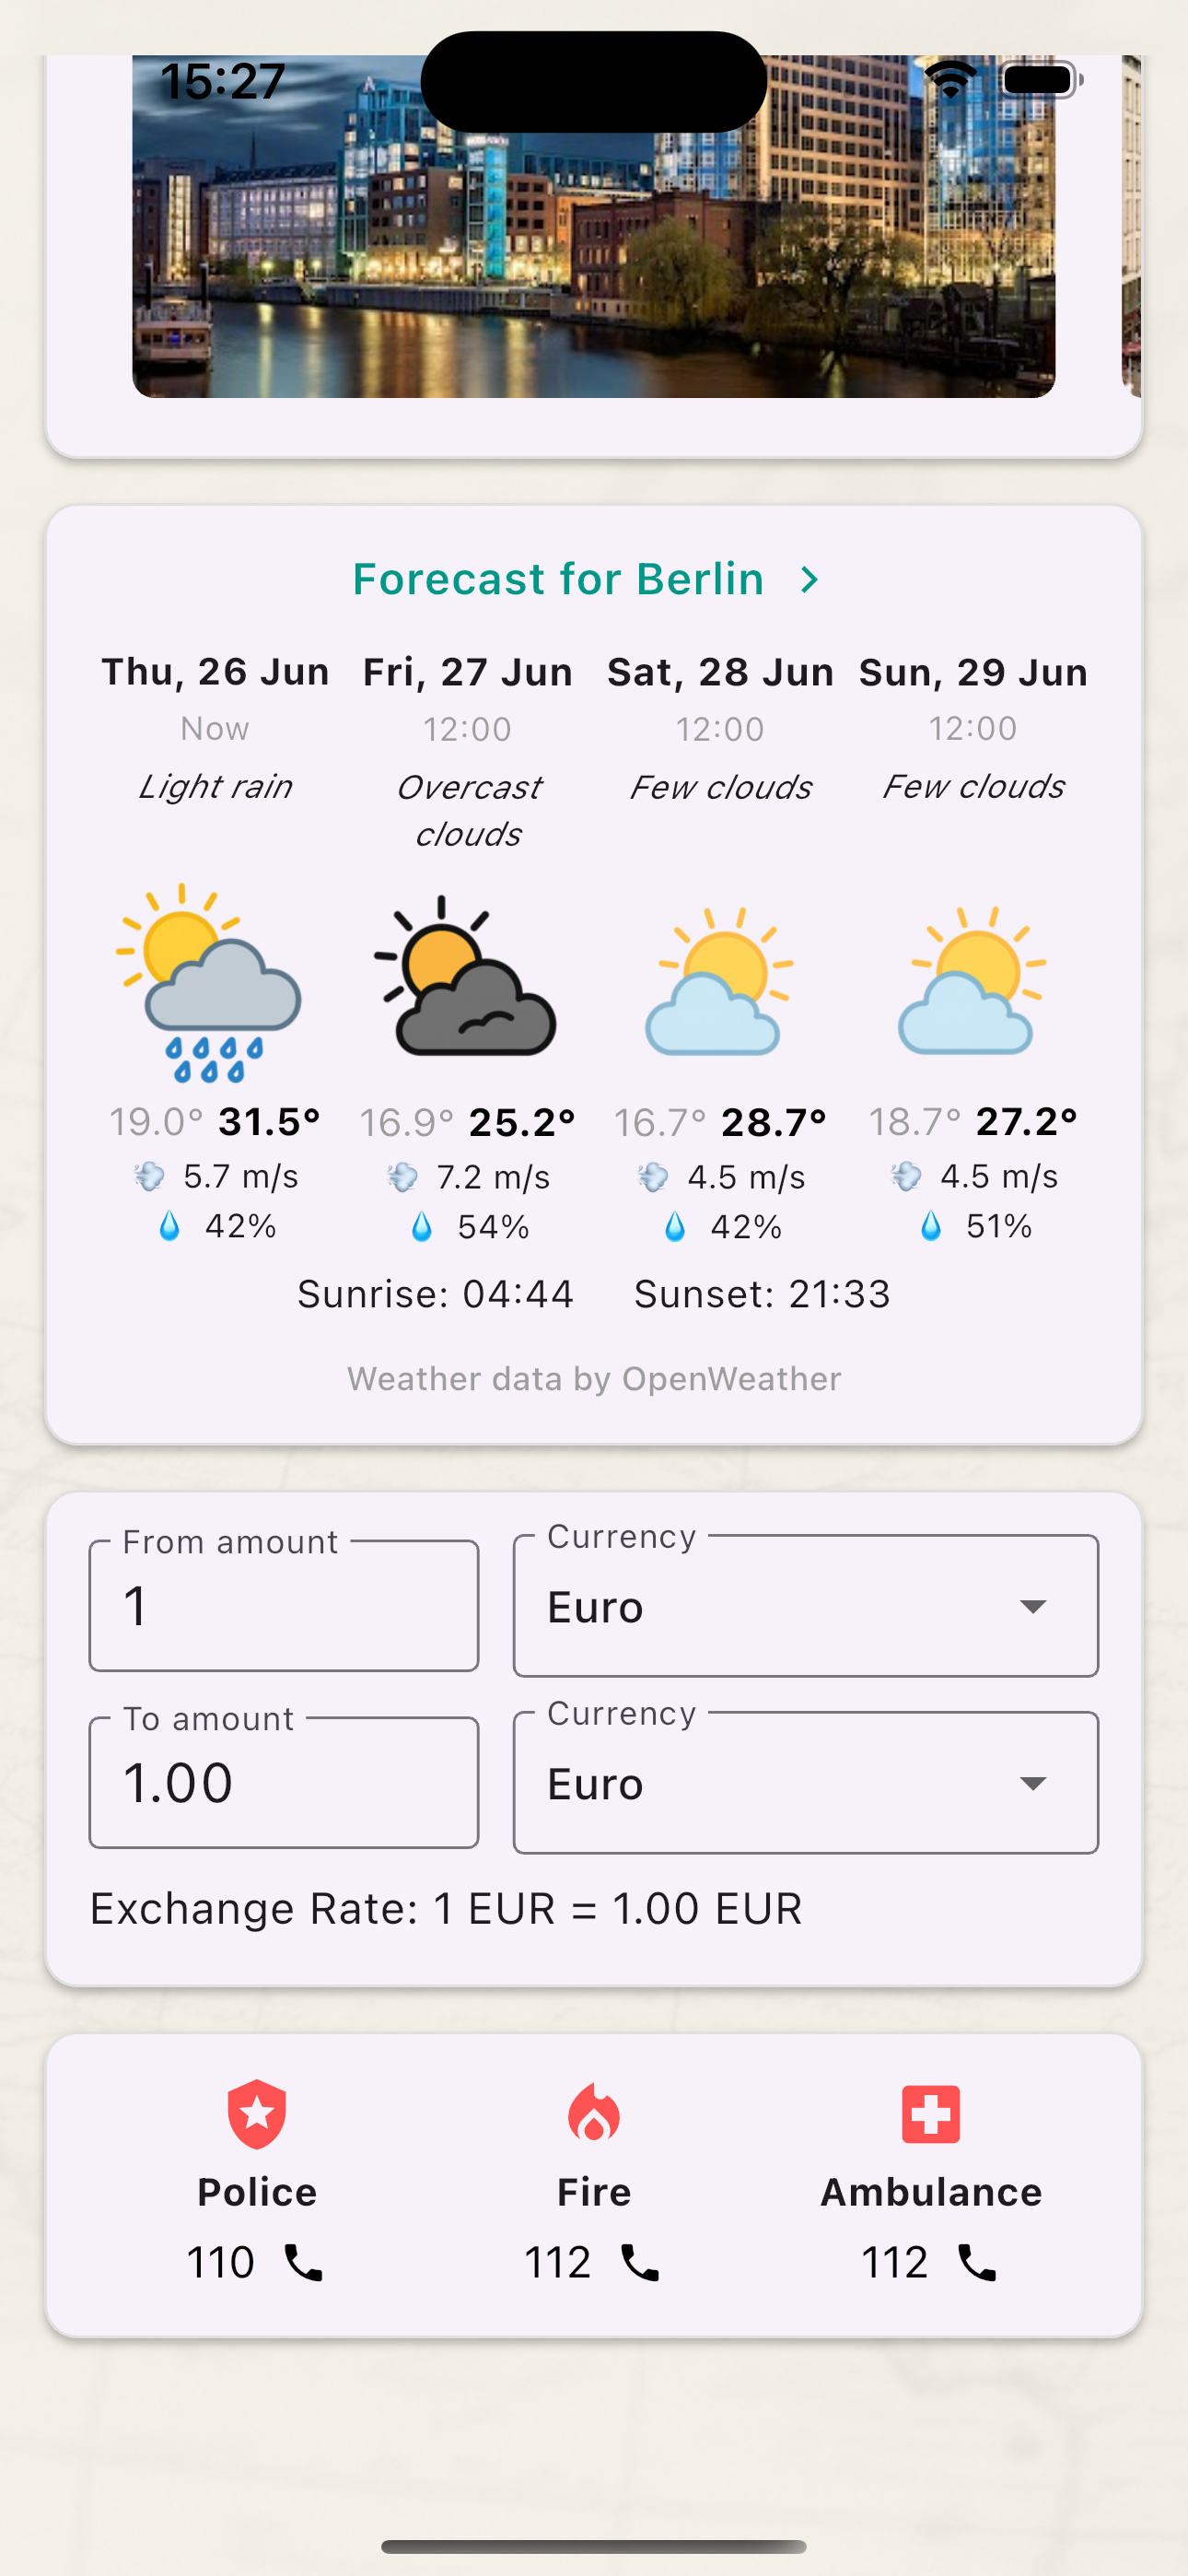 15:27
Forecast for Berlin
Thu, 26 Jun Fri, 27 Jun Sat, 28 Jun Sun, 29 Jun
Now 12:00 12:00 12:00
Light rain Overcast clouds Few clouds Few clouds
19.0° 31.5° 16.9° 25.2° 16.7° 28.7° 18.7° 27.2°
5.7 m/s 7.2 m/s 4.5 m/s 4.5 m/s
42% 54% 42% 51%
Sunrise: 04:44 Sunset: 21:33
Weather data by OpenWeather
From amount Currency
1 Euro
To amount Currency
1.00 Euro
Exchange Rate: 1 EUR = 1.00 EUR
Police Fire Ambulance
110 112 112